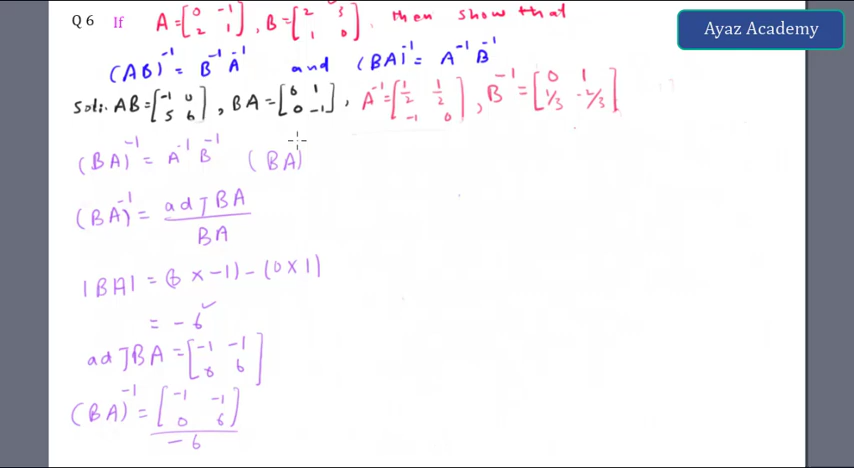 Ayaz Academy
Q 6 If A = [0 -1; 2 1], B = [2 3; 1 0], then show that
(AB)^-1 = B^-1 A^-1 and (BA)^-1 = A^-1 B^-1
Sol:. AB = [-1 0; 5 6], BA = [6 1; 0 -1], A^-1 = [1/2 1/2; -1 0], B^-1 = [0 1; 1/3 -2/3]
(BA)^-1 = A^-1 B^-1 (BA)
(BA)^-1 = adj BA / BA
|BA| = (6 × -1) - (0 × 1)
= -6 ✓
adj BA = [-1 -1; 0 6]
(BA)^-1 = [-1 -1; 0 6] / -6